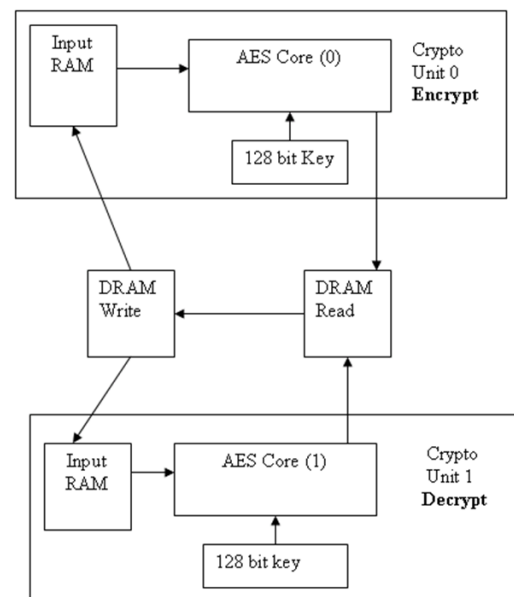 Input
RAM
AES Core (0)
Crypto
Unit 0
Encrypt
128 bit Key
DRAM
Write
DRAM
Read
Input
RAM
AES Core (1)
Crypto
Unit 1
Decrypt
128 bit key